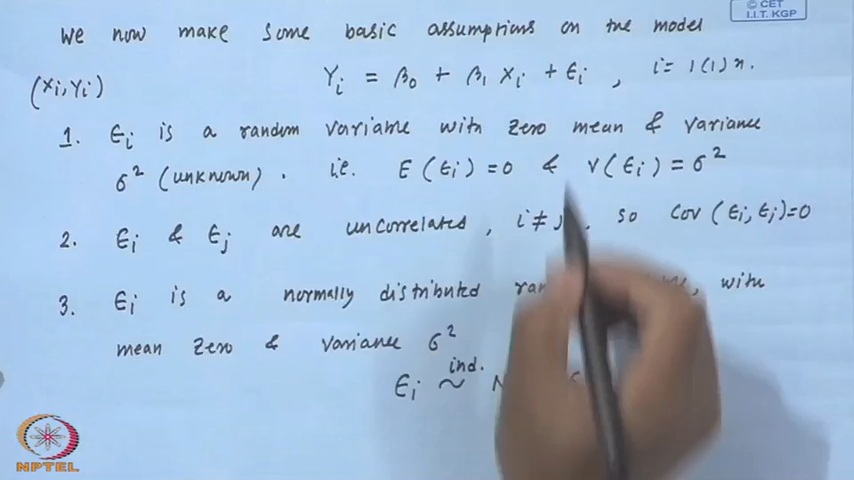 © CET
I.I.T. KGP
We now make some basic assumptions on the model
(xi, yi) Yi = β0 + β1 Xi + ϵi , i = 1(1) n.
1. ϵi is a random variable with zero mean & variance
σ² (unknown) . i.e. E (ϵi) = 0 & V(ϵi) = σ²
2. ϵi & ϵj are uncorrelates , i ≠ j , so Cov (ϵi, ϵj) = 0
3. ϵi is a normally distributed with
mean zero & variance σ²
ϵi ind. ~ N
NPTEL